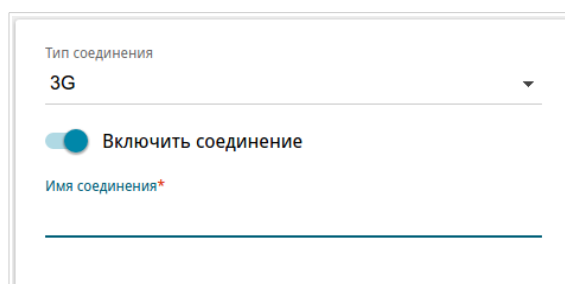 Тип соединения
3G
Включить соединение
Имя соединения*